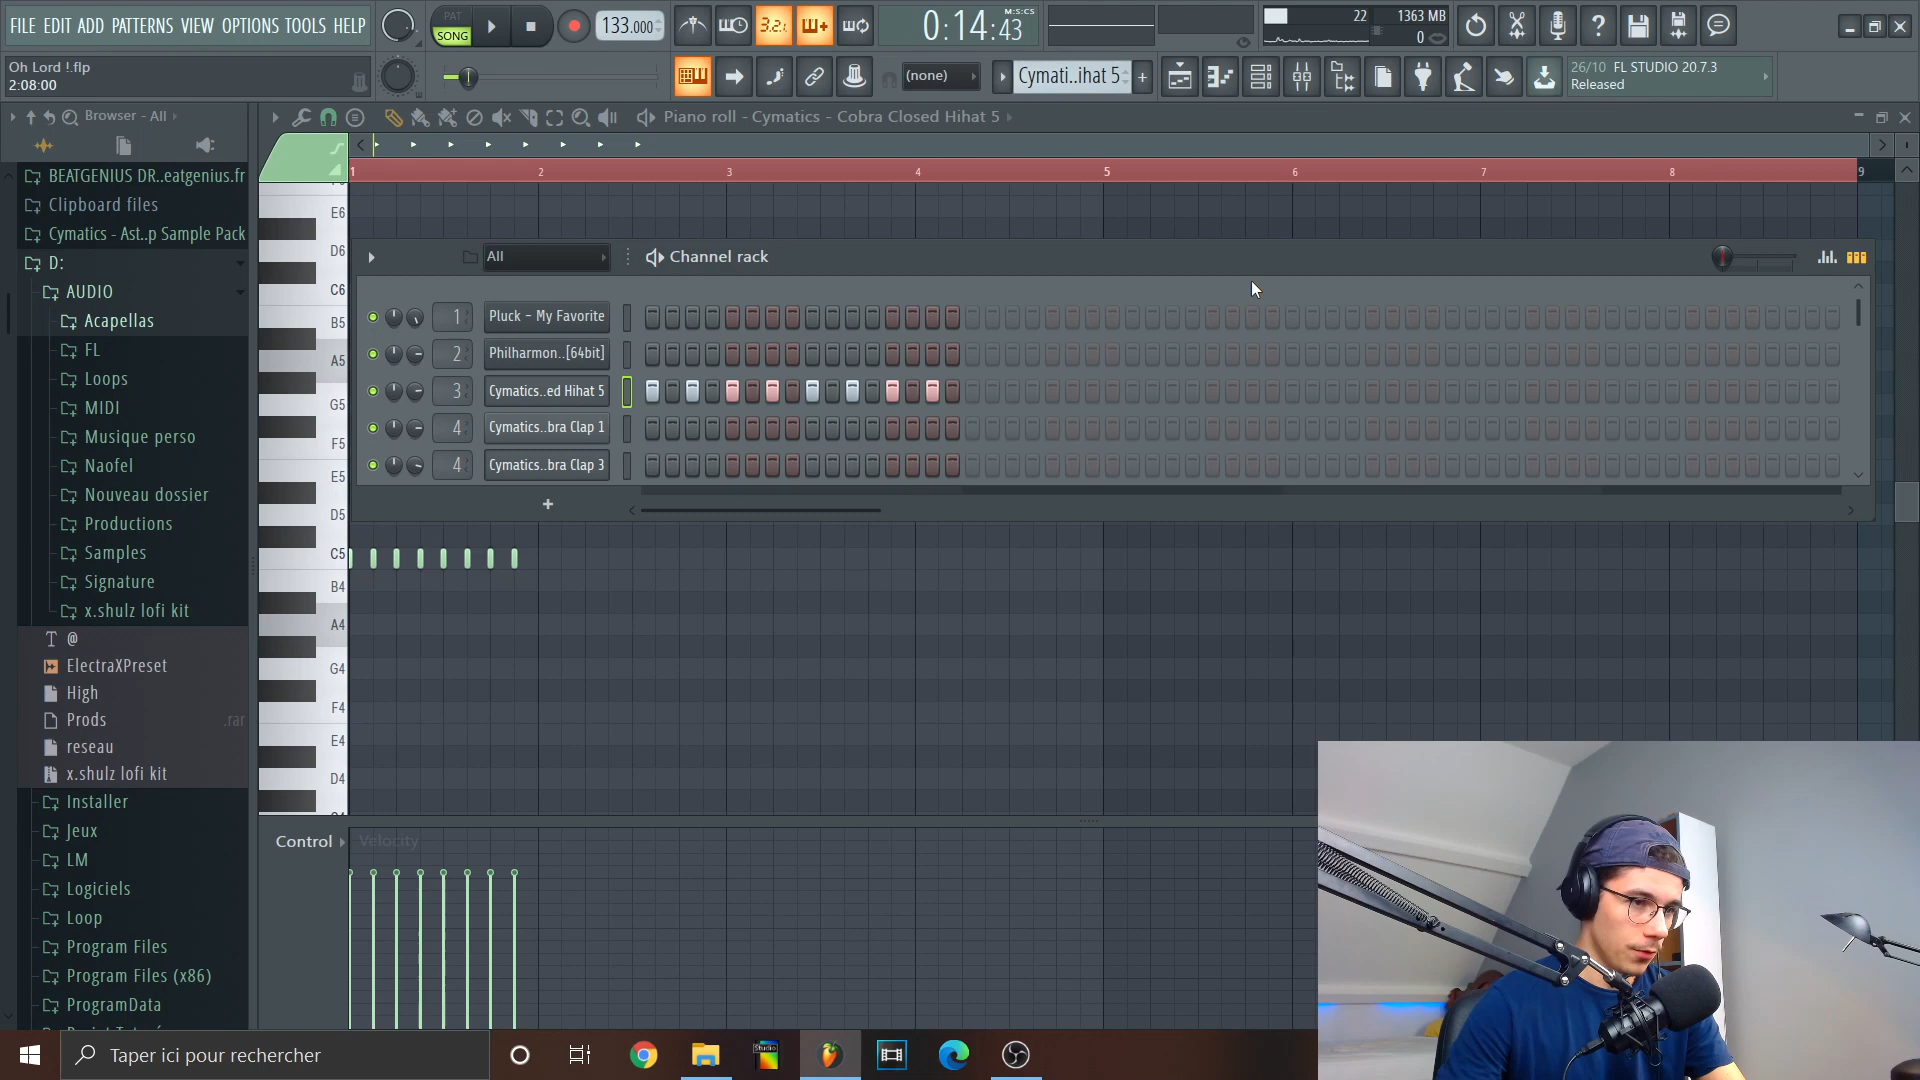 FILE EDIT ADD PATTERNS VIEW OPTIONS TOOLS HELP
PAT
SONG
133.000
3.2.
0:14:43
M:S:CS
22
1363 MB
0
Oh Lord !.flp
2:08:00
(none)
Cymati..ihat 5
26/10 FL STUDIO 20.7.3
Released
Browser - All
Piano roll - Cymatics - Cobra Closed Hihat 5
1 2 3 4 5 6 7 8 9
BEATGENIUS DR..eatgenius.fr
Clipboard files
Cymatics - Ast..p Sample Pack
D:
AUDIO
Acapellas
FL
Loops
MIDI
Musique perso
Naofel
Nouveau dossier
Productions
Samples
Signature
x.shulz lofi kit
@
ElectraXPreset
High
Prods .rar
reseau
x.shulz lofi kit
Installer
Jeux
LM
Logiciels
Loop
Program Files
Program Files (x86)
ProgramData
E6
D6
C6
B5
A5
G5
F5
E5
D5
C5
B4
A4
G4
F4
E4
D4
All
Channel rack
1 Pluck - My Favorite
2 Philharmon..[64bit]
3 Cymatics..ed Hihat 5
4 Cymatics..bra Clap 1
4 Cymatics..bra Clap 3
+
Control
Velocity
Taper ici pour rechercher
Studio